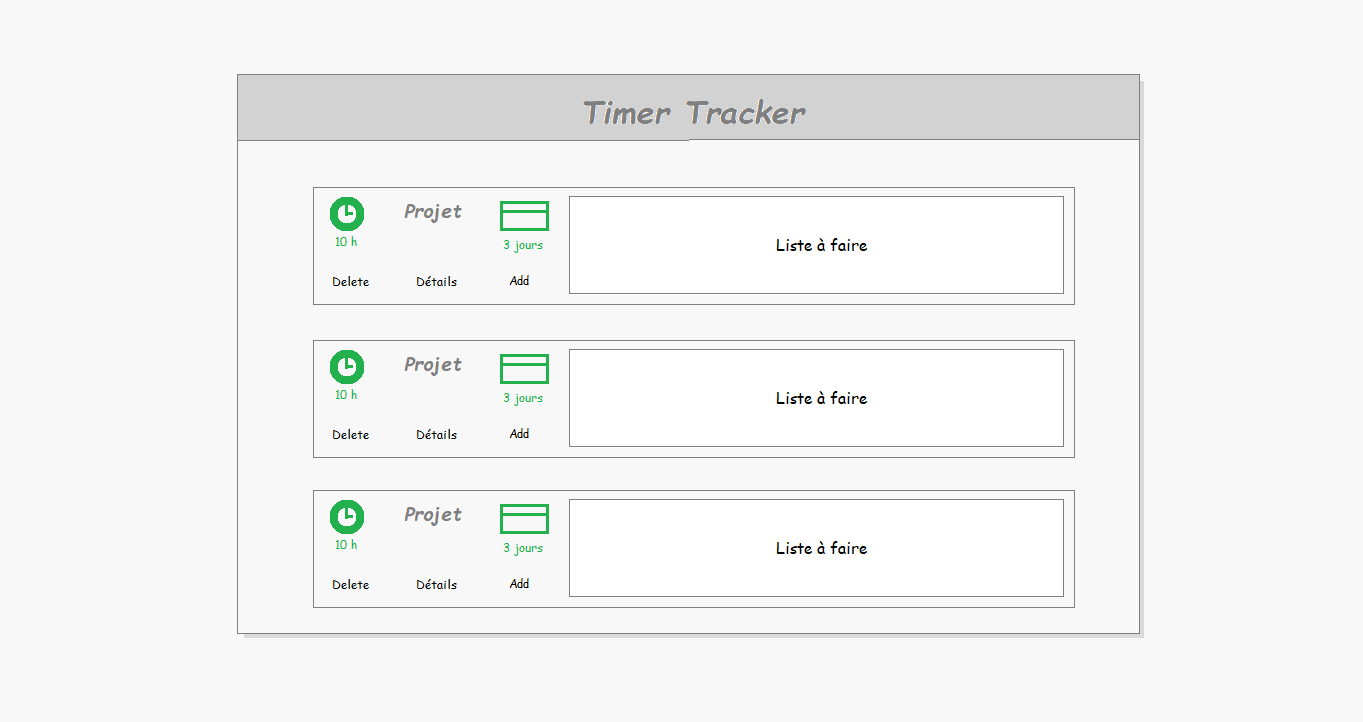 Timer Tracker
Projet
10 h
3 jours
Liste à faire
Delete
Détails
Add
Projet
10 h
3 jours
Liste à faire
Delete
Détails
Add
Projet
10 h
3 jours
Liste à faire
Delete
Détails
Add